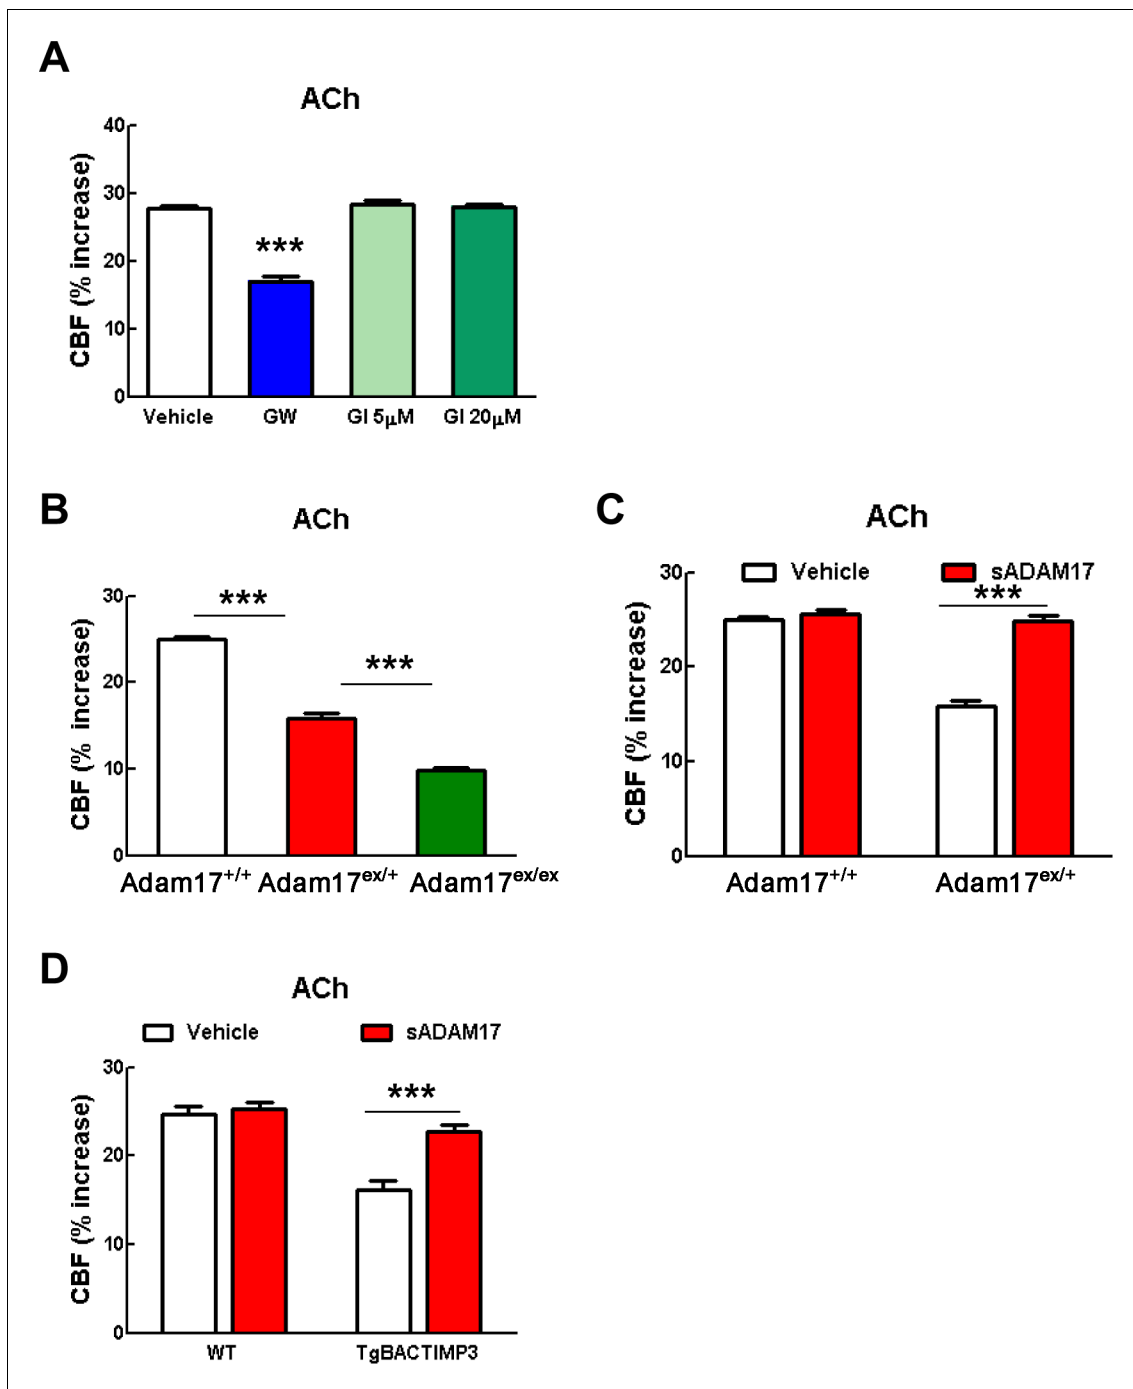 A
ACh
CBF (% increase)
40
30
20
10
0
***
Vehicle
GW
GI 5µM
GI 20µM
B
ACh
CBF (% increase)
30
20
10
0
***
***
Adam17+/+
Adam17ex/+
Adam17ex/ex
C
ACh
Vehicle
sADAM17
CBF (% increase)
30
20
10
0
***
Adam17+/+
Adam17ex/+
D
ACh
Vehicle
sADAM17
CBF (% increase)
30
20
10
0
***
WT
TgBACTIMP3